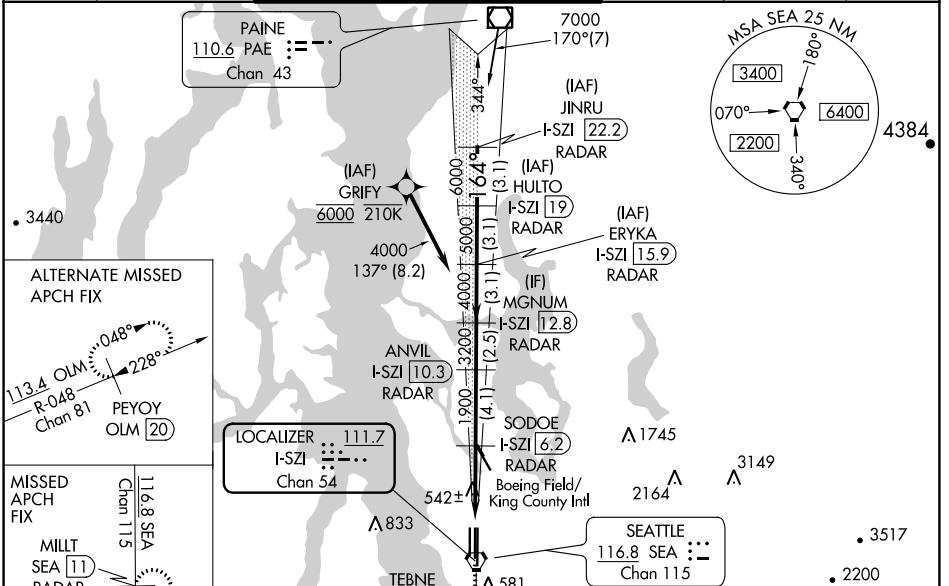 PAINE
110.6 PAE
Chan 43
7000
170°(7)
344°
MSA SEA 25 NM
180°
3400
070°
6400
2200
340°
4384
(IAF)
JINRU
I-SZI 22.2
RADAR
6000
164°
(3.1)
(IAF)
HULTO
I-SZI 19
RADAR
(IAF)
GRIFY
6000 210K
4000
137° (8.2)
3440
5000
(3.1)
(IAF)
ERYKA
I-SZI 15.9
RADAR
4000
(3.1)
(IF)
MGNUM
I-SZI 12.8
RADAR
3200
(2.5)
ANVIL
I-SZI 10.3
RADAR
1900
(4.1)
SODOE
I-SZI 6.2
RADAR
Boeing Field/
King County Intl
ALTERNATE MISSED
APCH FIX
048°
228°
113.4 OLM
R-048
Chan 81
PEYOY
OLM 20
LOCALIZER 111.7
I-SZI
Chan 54
1745
3149
2164
542±
833
MISSED
APCH
FIX
116.8 SEA
Chan 115
MILLT
SEA 11
RADAR
SEATTLE
116.8 SEA
Chan 115
3517
2200
TEBNE
581